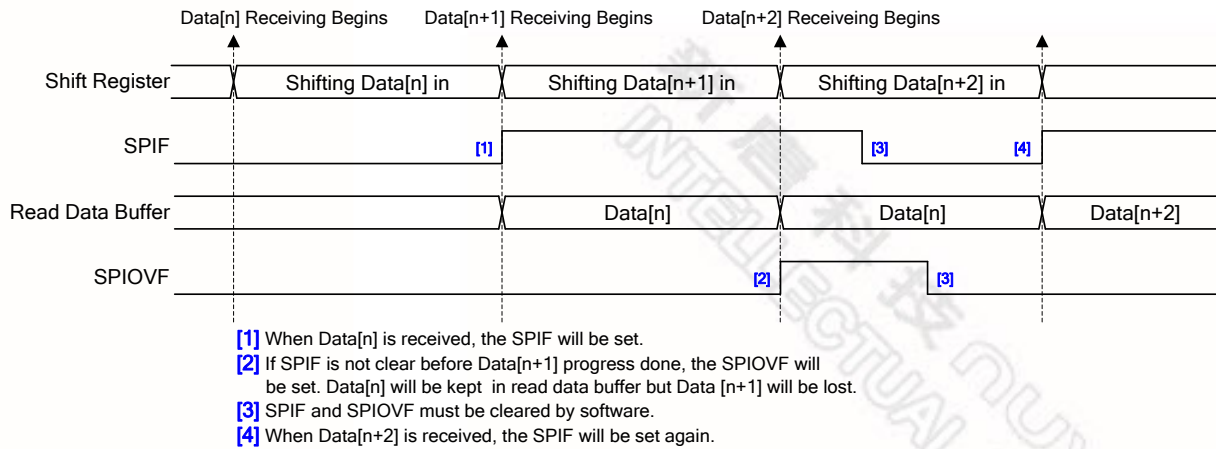 Data[n] Receiving Begins
Data[n+1] Receiving Begins
Data[n+2] Receiveing Begins
Shift Register
Shifting Data[n] in
Shifting Data[n+1] in
Shifting Data[n+2] in
SPIF
[1]
[3]
[4]
Read Data Buffer
Data[n]
Data[n]
Data[n+2]
SPIOVF
[2]
[3]
[1] When Data[n] is received, the SPIF will be set.
[2] If SPIF is not clear before Data[n+1] progress done, the SPIOVF will
be set. Data[n] will be kept in read data buffer but Data [n+1] will be lost.
[3] SPIF and SPIOVF must be cleared by software.
[4] When Data[n+2] is received, the SPIF will be set again.
新唐科技
INTELLECTUAL